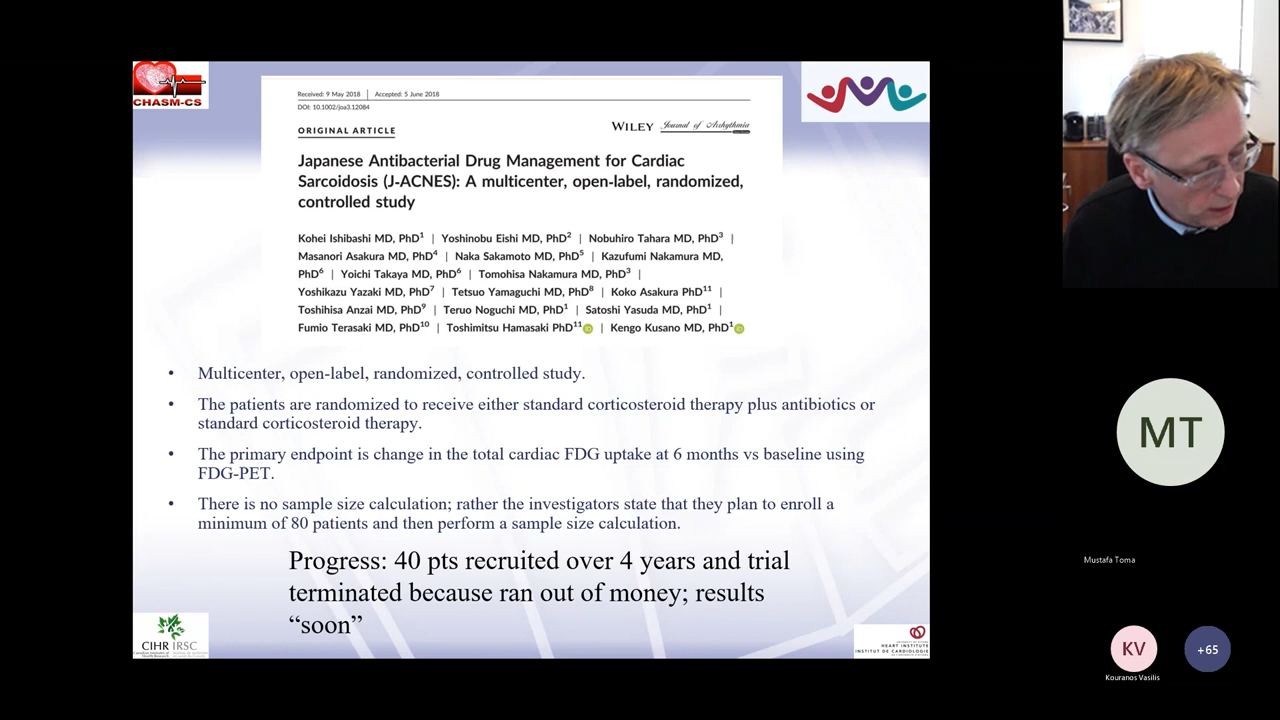 CHASM-CS
Received: 9 May 2018 | Accepted: 5 June 2018
DOI: 10.1002/joa3.12084
ORIGINAL ARTICLE
WILEY Journal of Arrhythmia
Japanese Antibacterial Drug Management for Cardiac
Sarcoidosis (J-ACNES): A multicenter, open-label, randomized,
controlled study
Kohei Ishibashi MD, PhD1 | Yoshinobu Eishi MD, PhD2 | Nobuhiro Tahara MD, PhD3 |
Masanori Asakura MD, PhD4 | Naka Sakamoto MD, PhD5 | Kazufumi Nakamura MD,
PhD6 | Yoichi Takaya MD, PhD6 | Tomohisa Nakamura MD, PhD3 |
Yoshikazu Yazaki MD, PhD7 | Tetsuo Yamaguchi MD, PhD8 | Koko Asakura PhD11 |
Toshihisa Anzai MD, PhD9 | Teruo Noguchi MD, PhD1 | Satoshi Yasuda MD, PhD1 |
Fumio Terasaki MD, PhD10 | Toshimitsu Hamasaki PhD11 | Kengo Kusano MD, PhD1
• Multicenter, open-label, randomized, controlled study.
• The patients are randomized to receive either standard corticosteroid therapy plus antibiotics or
standard corticosteroid therapy.
• The primary endpoint is change in the total cardiac FDG uptake at 6 months vs baseline using
FDG-PET.
• There is no sample size calculation; rather the investigators state that they plan to enroll a
minimum of 80 patients and then perform a sample size calculation.
Progress: 40 pts recruited over 4 years and trial
terminated because ran out of money; results
“soon”
CIHR IRSC
HEART INSTITUTE
INSTITUT DE CARDIOLOGIE
MT
Mustafa Toma
KV
+65
Kouranos Vasilis